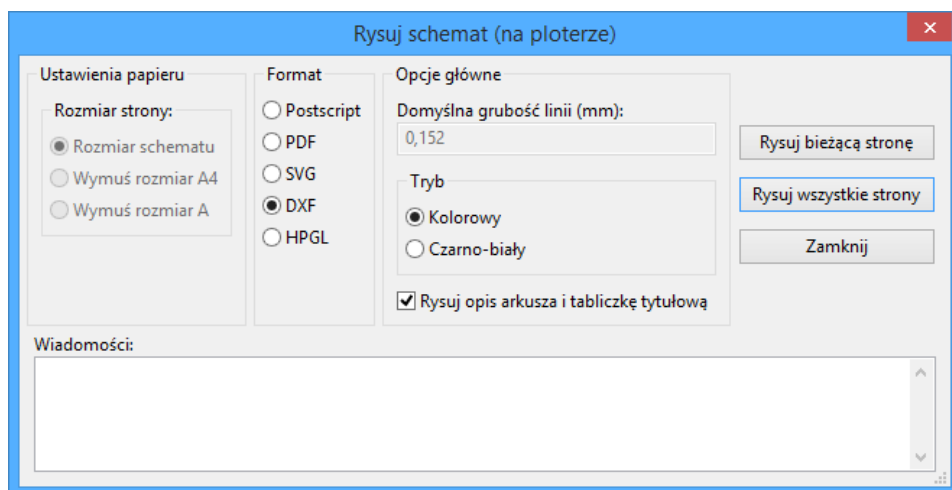 Rysuj schemat (na ploterze)
Ustawienia papieru
Rozmiar strony:
Rozmiar schematu
Wymuś rozmiar A4
Wymuś rozmiar A
Format
Postscript
PDF
SVG
DXF
HPGL
Opcje główne
Domyślna grubość linii (mm):
0,152
Tryb
Kolorowy
Czarno-biały
Rysuj opis arkusza i tabliczkę tytułową
Rysuj bieżącą stronę
Rysuj wszystkie strony
Zamknij
Wiadomości: